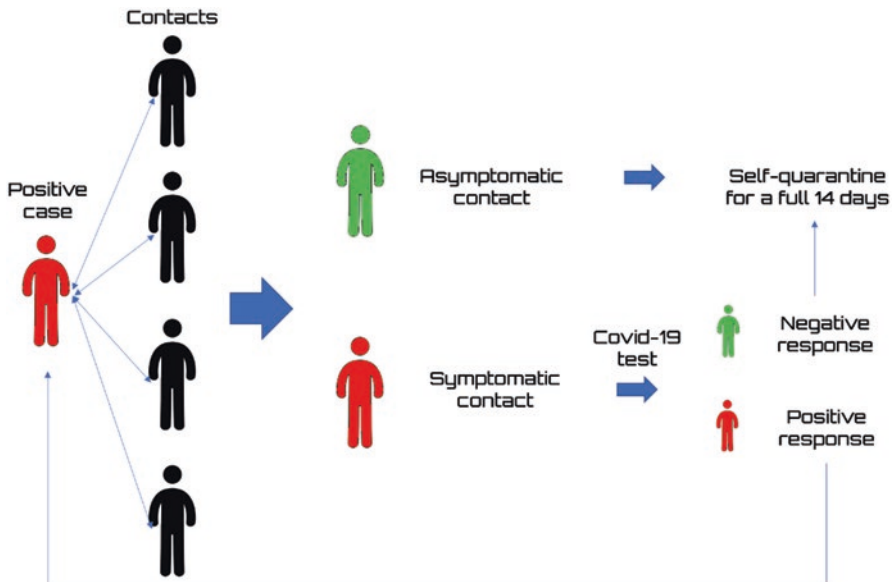 Contacts
Positive
case
Asymptomatic
contact
Self-quarantine
for a full 14 days
Symptomatic
contact
Covid-19
test
Negative
response
Positive
response